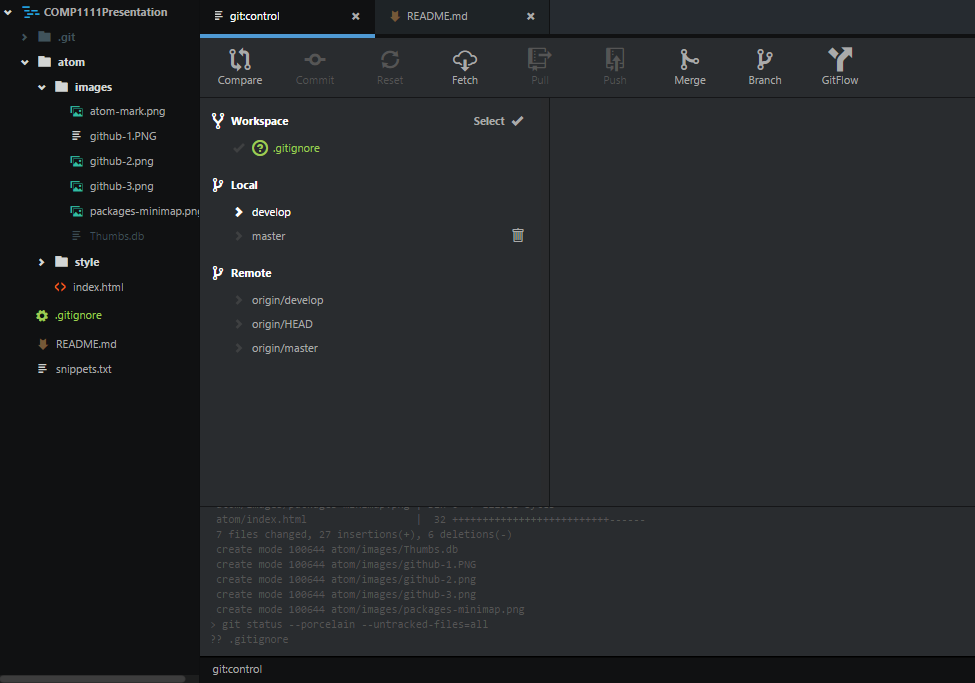 COMP1111Presentation
.git
atom
images
atom-mark.png
github-1.PNG
github-2.png
github-3.png
packages-minimap.png
Thumbs.db
style
index.html
.gitignore
README.md
snippets.txt
git:control
README.md
Compare
Commit
Reset
Fetch
Pull
Push
Merge
Branch
GitFlow
Workspace
Select
.gitignore
Local
develop
master
Remote
origin/develop
origin/HEAD
origin/master
atom/index.html | 32 ++++++++++++++++++++++++++------
7 files changed, 27 insertions(+), 6 deletions(-)
create mode 100644 atom/images/Thumbs.db
create mode 100644 atom/images/github-1.PNG
create mode 100644 atom/images/github-2.png
create mode 100644 atom/images/github-3.png
create mode 100644 atom/images/packages-minimap.png
> git status --porcelain --untracked-files=all
?? .gitignore
git:control